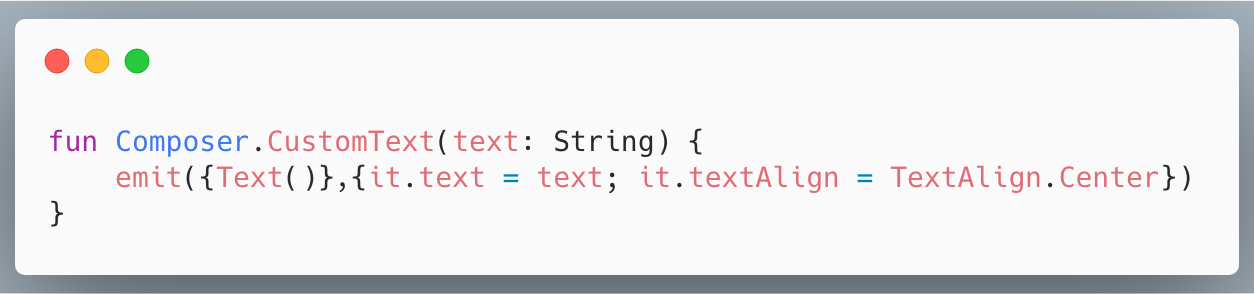 fun Composer.CustomText(text: String) {
    emit({Text()},{it.text = text; it.textAlign = TextAlign.Center})
}